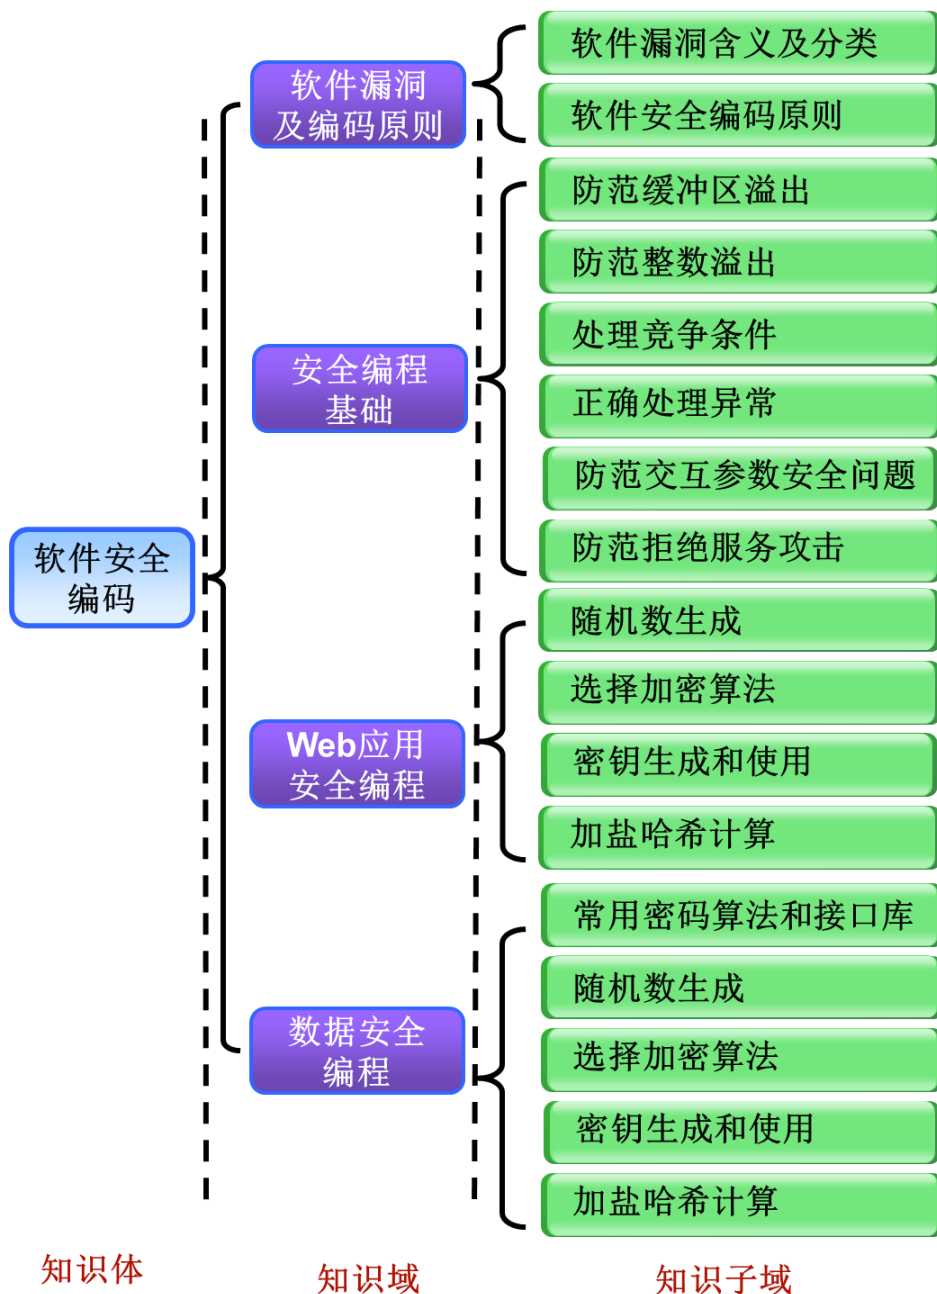 软件安全
编码
软件漏洞
及编码原则
软件漏洞含义及分类
软件安全编码原则
安全编程
基础
防范缓冲区溢出
防范整数溢出
处理竞争条件
正确处理异常
防范交互参数安全问题
防范拒绝服务攻击
Web应用
安全编程
随机数生成
选择加密算法
密钥生成和使用
加盐哈希计算
数据安全
编程
常用密码算法和接口库
随机数生成
选择加密算法
密钥生成和使用
加盐哈希计算
知识体
知识域
知识子域